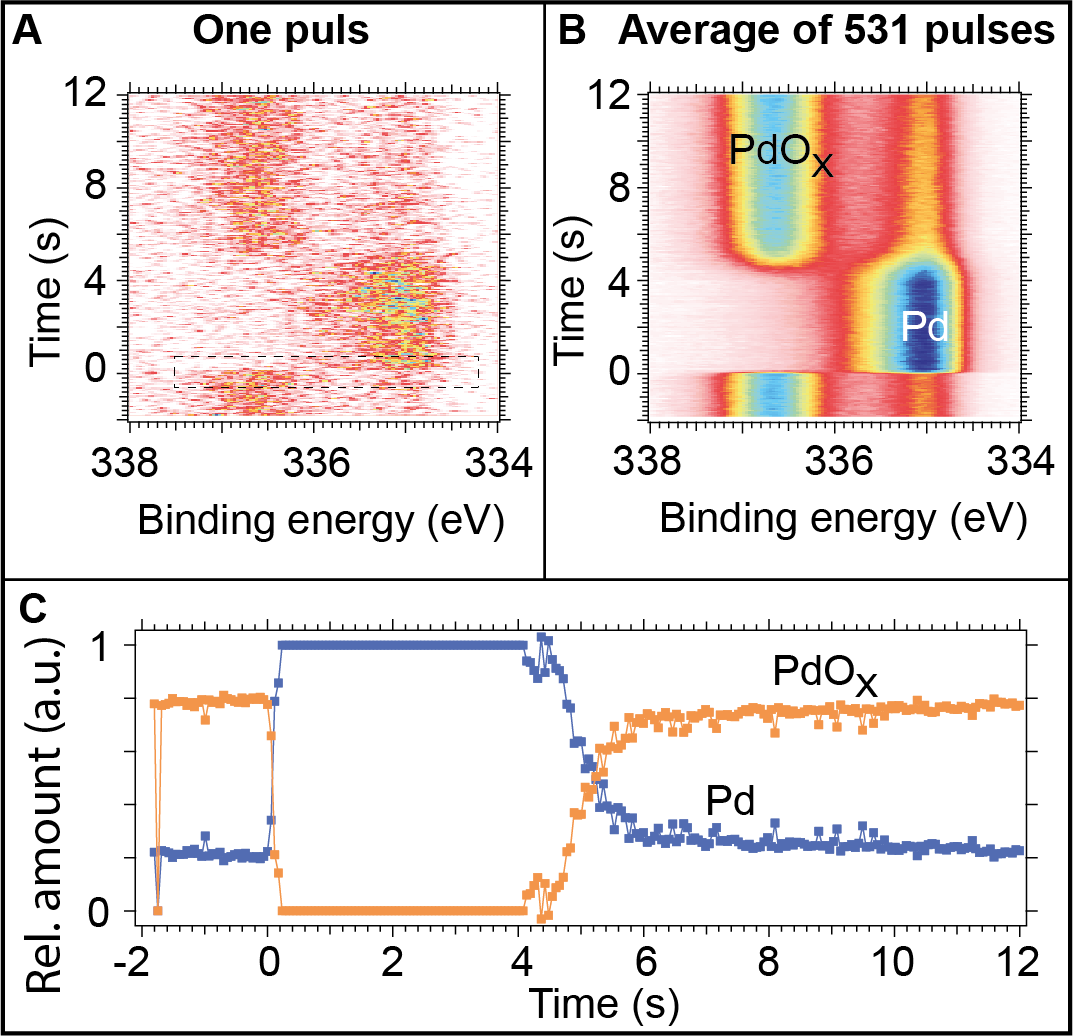 A One puls
12
8
4
0
Time (s)
338 336 334
Binding energy (eV)
B Average of 531 pulses
12
8
4
0
Time (s)
PdOX
Pd
338 336 334
Binding energy (eV)
C
1
0
Rel. amount (a.u.)
PdOX
Pd
-2 0 2 4 6 8 10 12
Time (s)